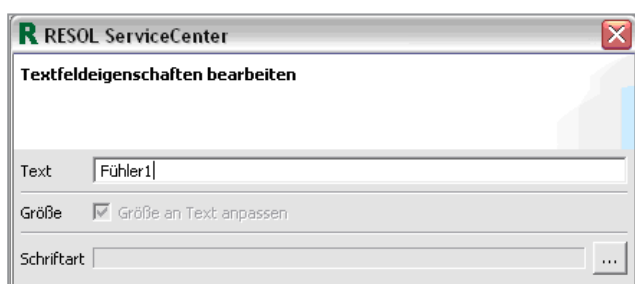 RESOL ServiceCenter
Textfeldeigenschaften bearbeiten
Text Fühler1
Größe Größe an Text anpassen
Schriftart ...